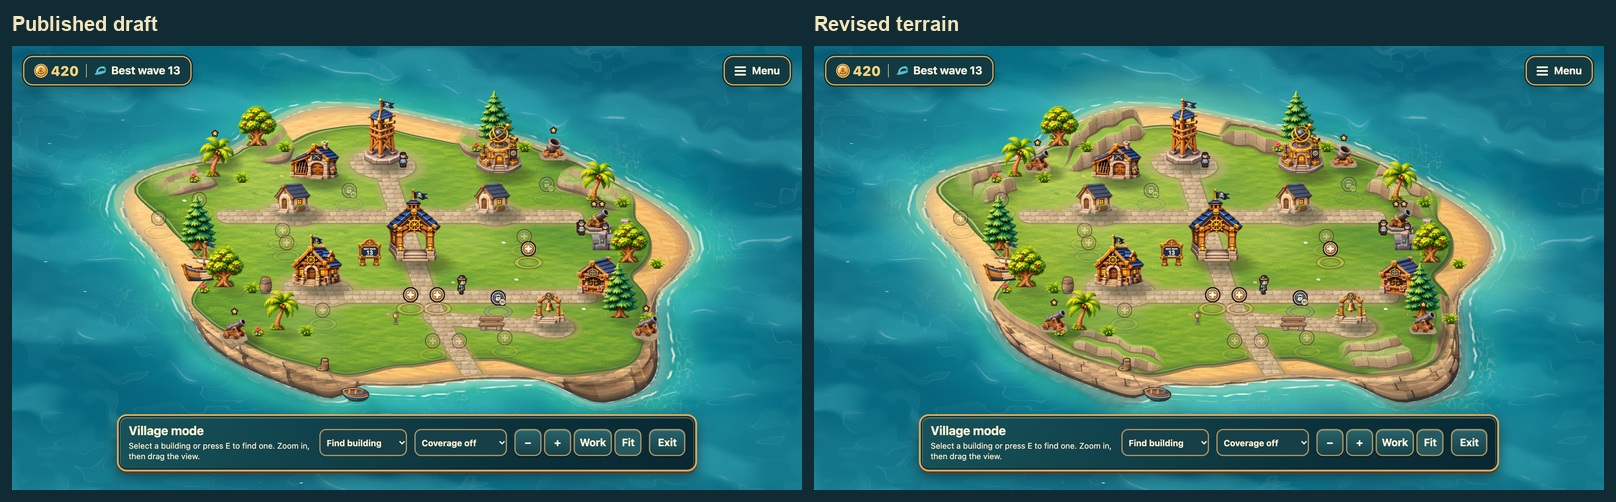 Published draft
420 Best wave 13
Menu
13
Village mode
Select a building or press E to find one. Zoom in,
then drag the view.
Find building
Coverage off
−
+
Work
Fit
Exit
Revised terrain
420 Best wave 13
Menu
13
Village mode
Select a building or press E to find one. Zoom in,
then drag the view.
Find building
Coverage off
−
+
Work
Fit
Exit